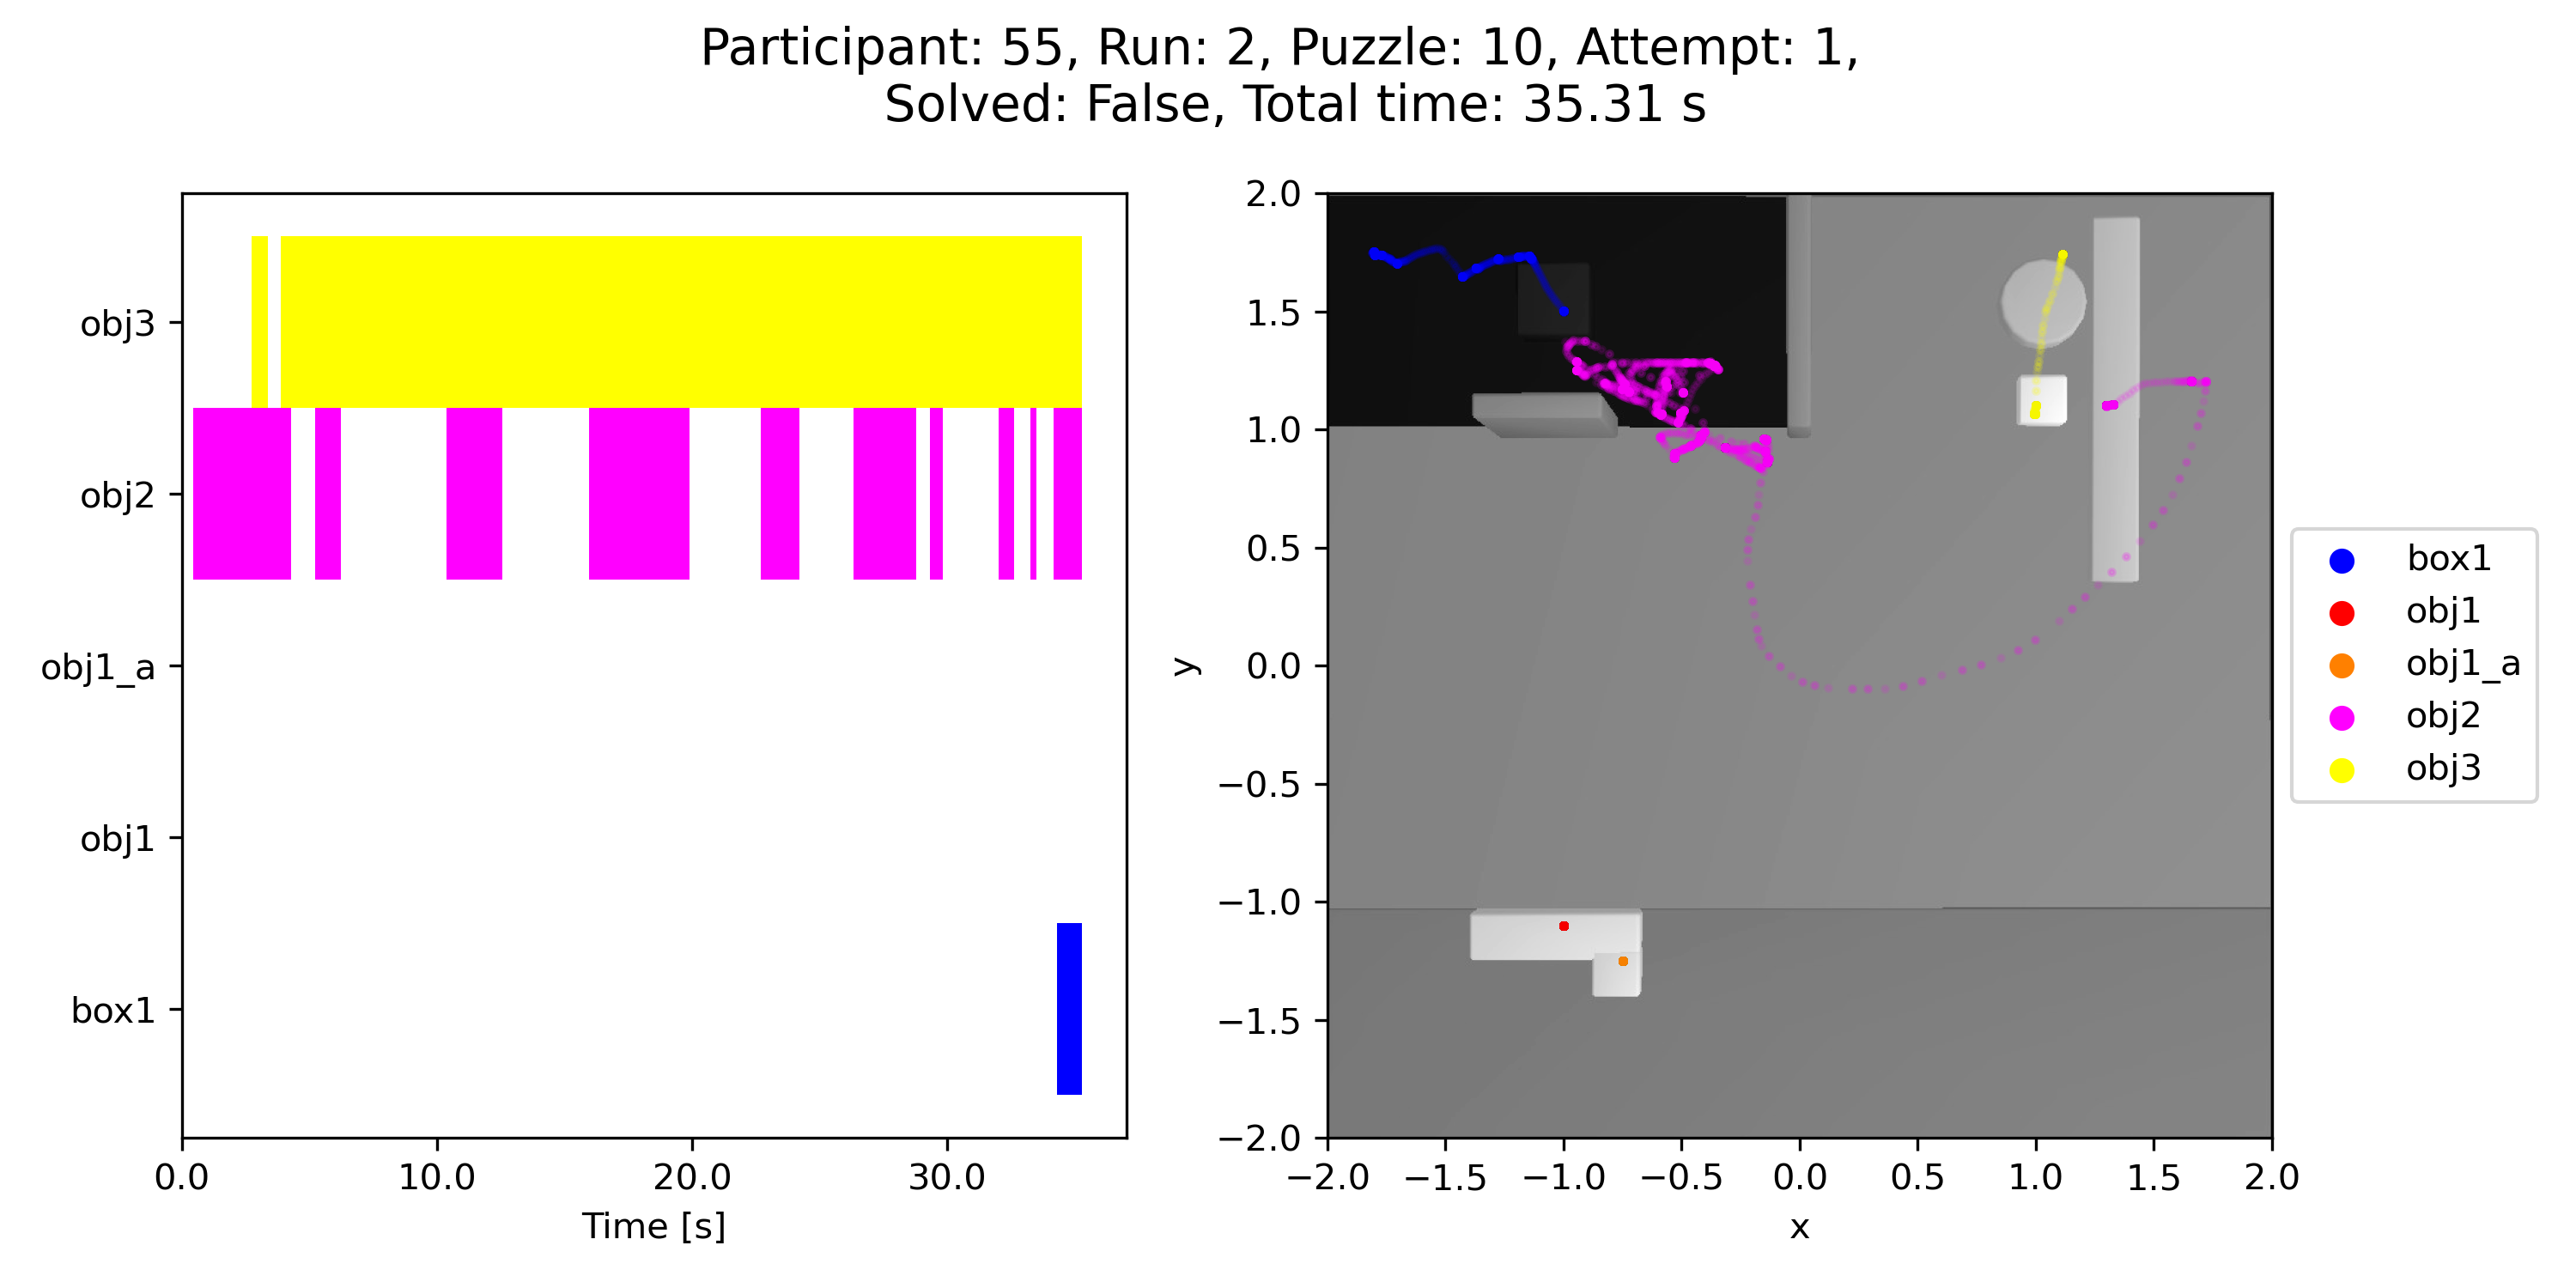 Participant: 55, Run: 2, Puzzle: 10, Attempt: 1,
Solved: False, Total time: 35.31 s
obj3
obj2
obj1_a
obj1
box1
0.0 10.0 20.0 30.0
Time [s]
2.0
1.5
1.0
0.5
0.0
−0.5
−1.0
−1.5
−2.0
y
−2.0 −1.5 −1.0 −0.5 0.0 0.5 1.0 1.5 2.0
x
box1
obj1
obj1_a
obj2
obj3